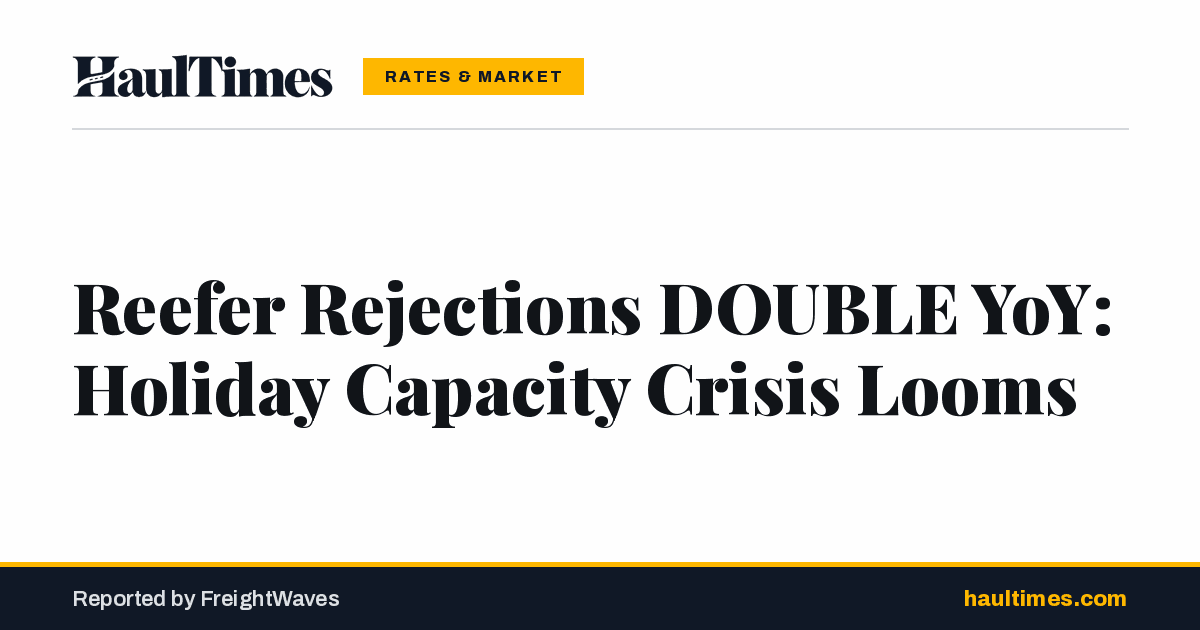 HaulTimes
RATES & MARKET
Reefer Rejections DOUBLE YoY:
Holiday Capacity Crisis Looms
Reported by FreightWaves
haultimes.com